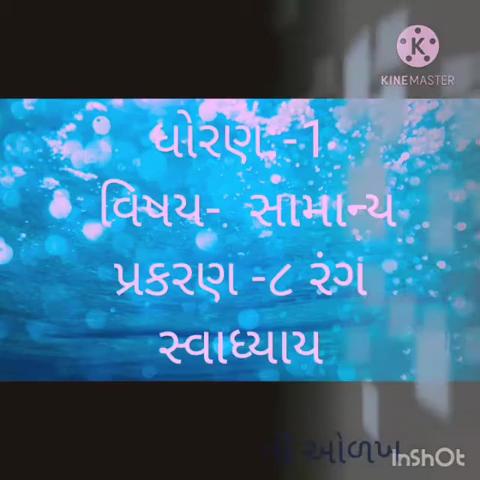 KINEMASTER
ધોરણ -1
વિષય- સામાન્ય
પ્રકરણ -૮ રંગ
સ્વાધ્યાય
ની ઓળખ
InShOt